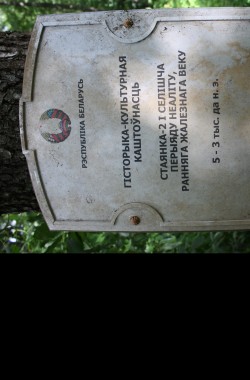 РЭСПУБЛІКА БЕЛАРУСЬ
ГІСТОРЫКА-КУЛЬТУРНАЯ
КАШТОЎНАСЦЬ
СТАЯНКА-2 І СЕЛІШЧА
ПЕРЫЯДУ НЕАЛІТУ,
РАННЯГА ЖАЛЕЗНАГА ВЕКУ
5 - 3 тыс. да н. э.